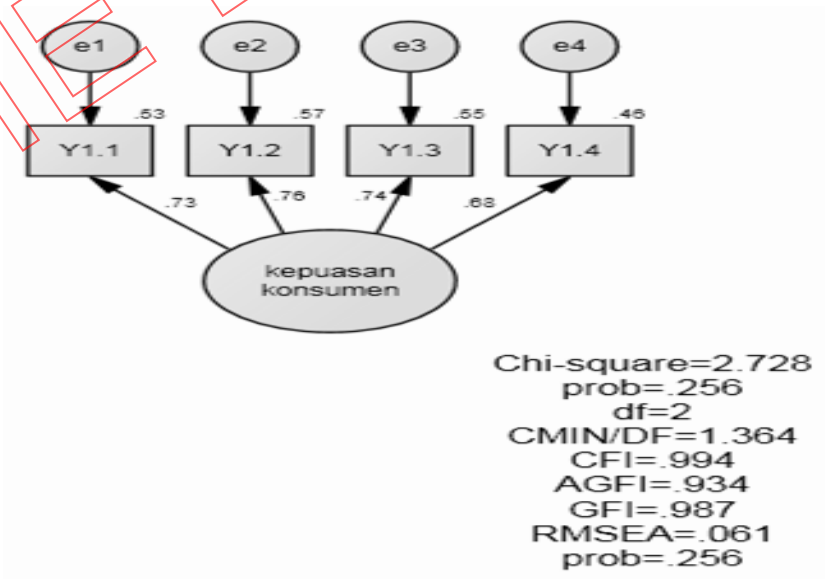 e1 e2 e3 e4
.53 .57 .55 .46
Y1.1 Y1.2 Y1.3 Y1.4
.73 .76 .74 .68
kepuasan
konsumen
Chi-square=2.728
prob=.256
df=2
CMIN/DF=1.364
CFI=.994
AGFI=.934
GFI=.987
RMSEA=.061
prob=.256